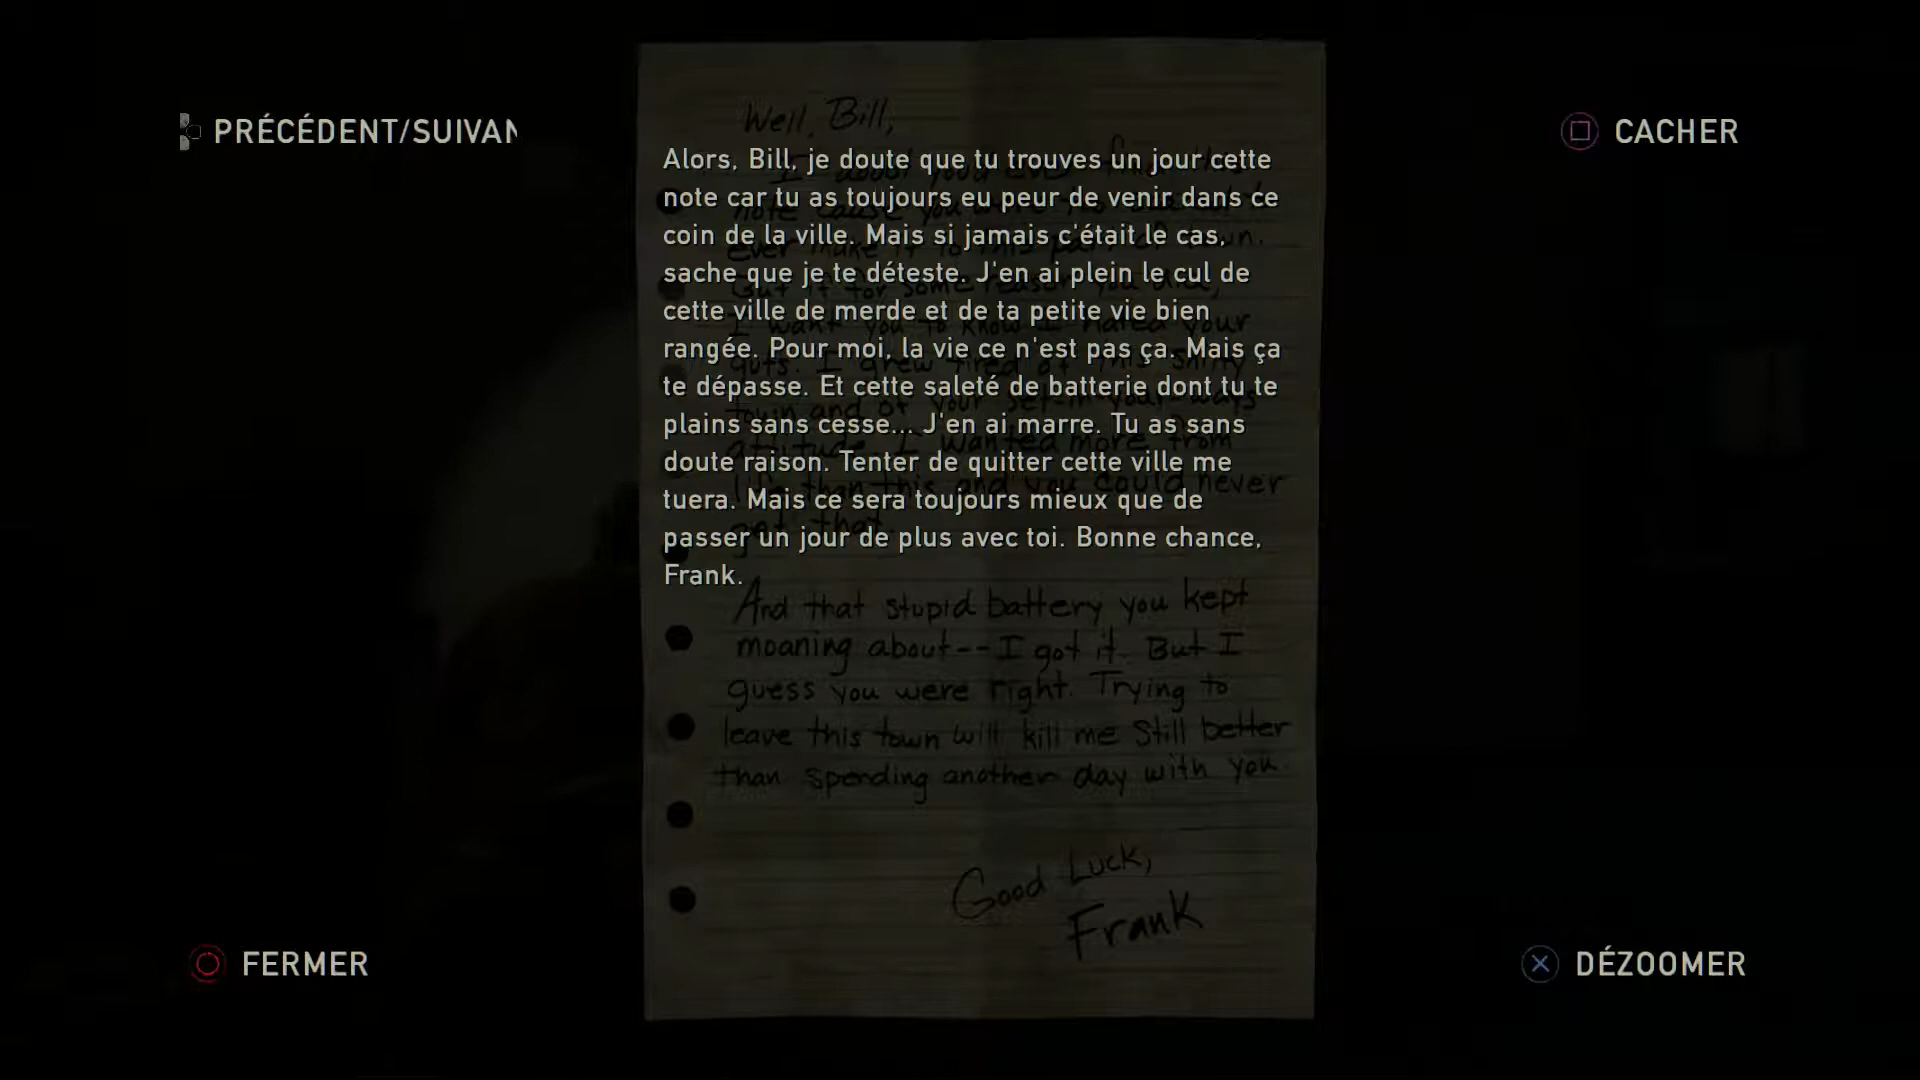 PRÉCÉDENT/SUIVAN
CACHER
Well, Bill,
Alors, Bill, je doute que tu trouves un jour cette
note car tu as toujours eu peur de venir dans ce
coin de la ville. Mais si jamais c'était le cas,
sache que je te déteste. J'en ai plein le cul de
cette ville de merde et de ta petite vie bien
rangée. Pour moi, la vie ce n'est pas ça. Mais ça
te dépasse. Et cette saleté de batterie dont tu te
plains sans cesse... J'en ai marre. Tu as sans
doute raison. Tenter de quitter cette ville me
tuera. Mais ce sera toujours mieux que de
passer un jour de plus avec toi. Bonne chance,
Frank.
And that stupid battery you kept
moaning about--I got it. But I
guess you were right. Trying to
leave this town will kill me Still better
than spending another day with you.
Good Luck,
Frank
FERMER
DÉZOOMER